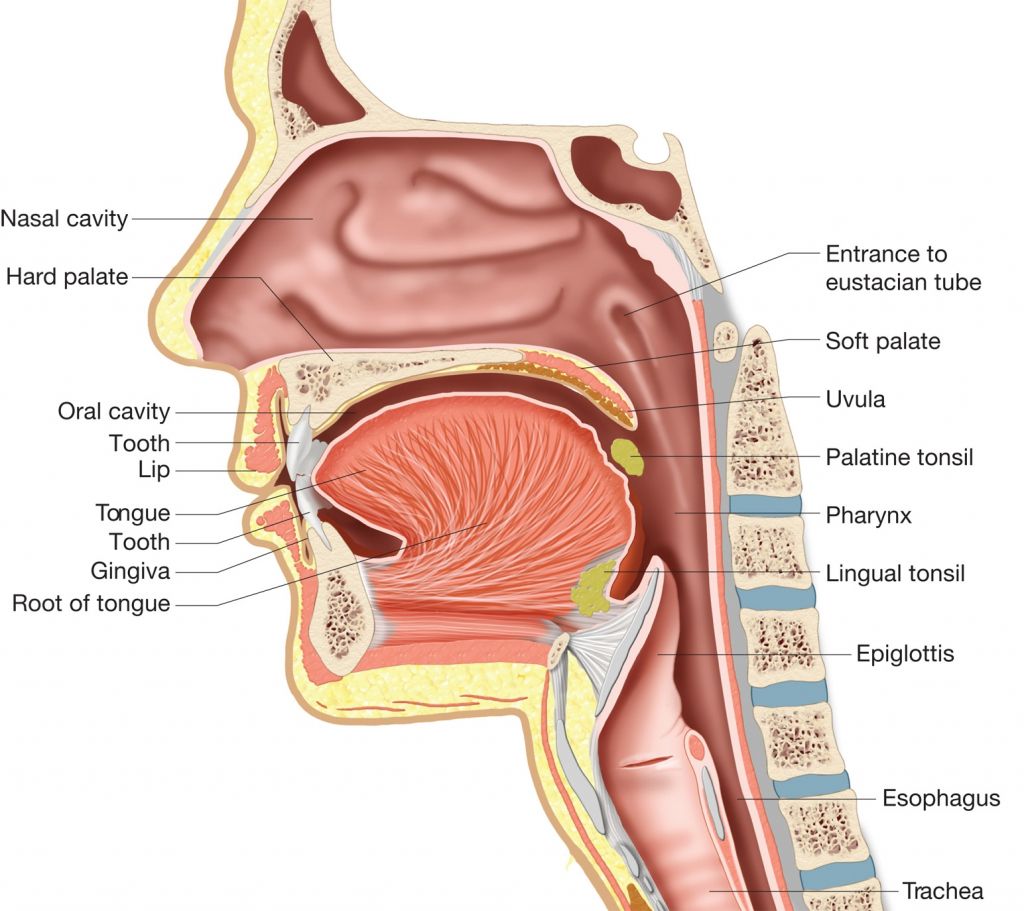 Nasal cavity
Hard palate
Oral cavity
Tooth
Lip
Tongue
Tooth
Gingiva
Root of tongue
Entrance to
eustacian tube
Soft palate
Uvula
Palatine tonsil
Pharynx
Lingual tonsil
Epiglottis
Esophagus
Trachea